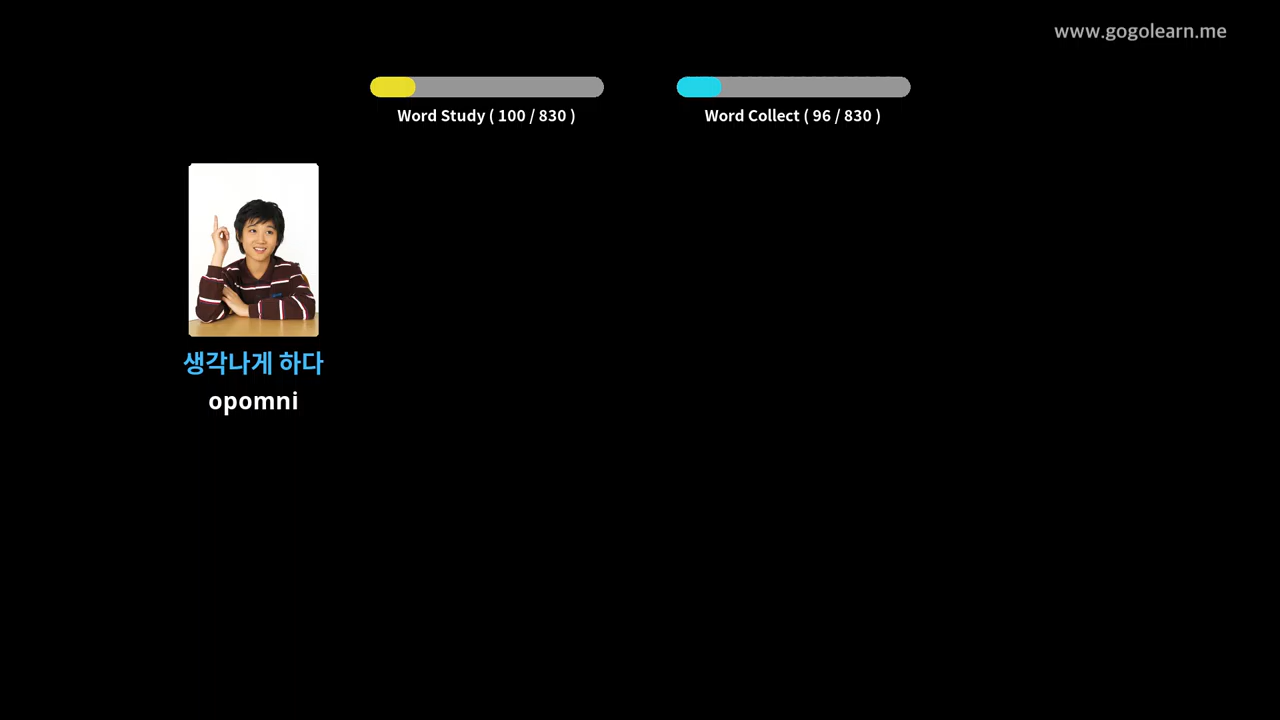 www.gogolearn.me
Word Study ( 100 / 830 )
Word Collect ( 96 / 830 )
생각나게 하다
opomni